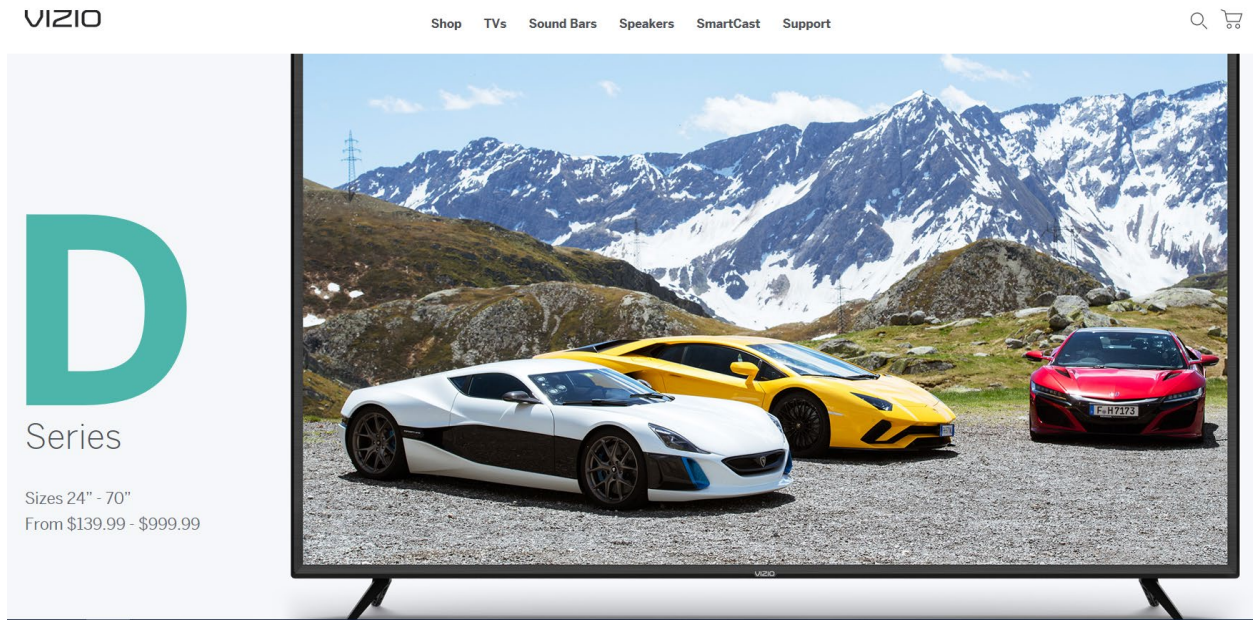 VIZIO
Shop TVs Sound Bars Speakers SmartCast Support
D
Series
Sizes 24” - 70”
From $139.99 - $999.99
F H7173
VIZIO